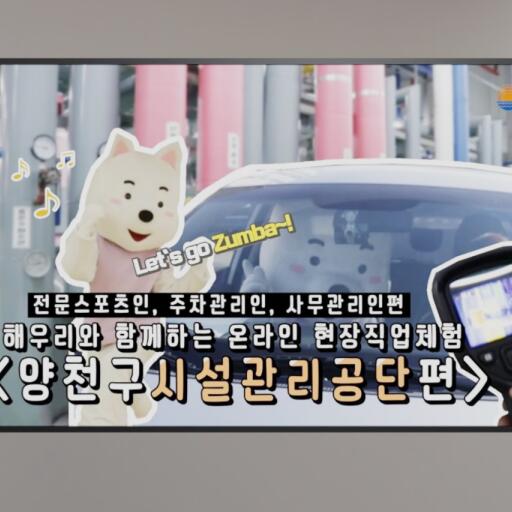 Let's go Zumba~!
전문스포츠인, 주차관리인, 사무관리인편
해우리와 함께하는 온라인 현장직업체험
<양천구시설관리공단편>